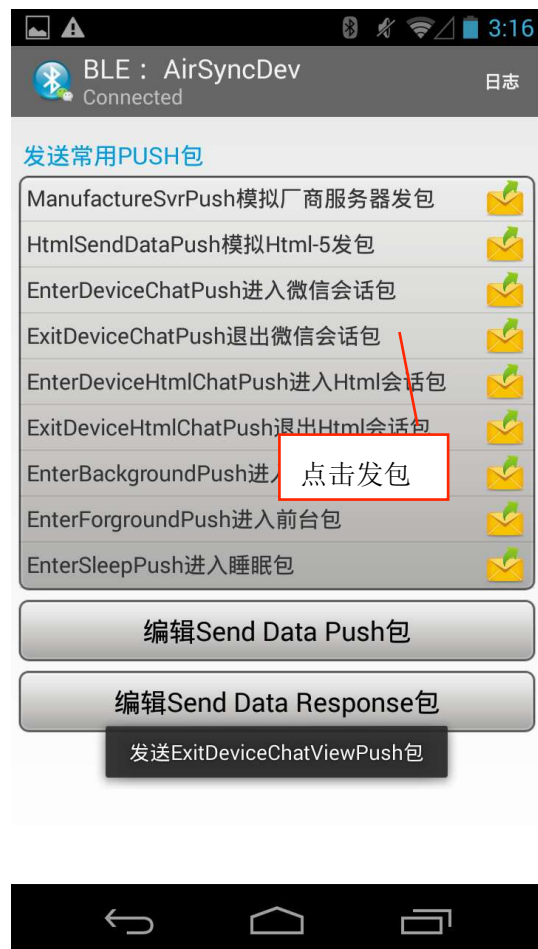 3:16
BLE： AirSyncDev
Connected
日志
发送常用PUSH包
ManufactureSvrPush模拟厂商服务器发包
HtmlSendDataPush模拟Html-5发包
EnterDeviceChatPush进入微信会话包
ExitDeviceChatPush退出微信会话包
EnterDeviceHtmlChatPush进入Html会话包
ExitDeviceHtmlChatPush退出Html会话包
EnterBackgroundPush进入
点击发包
EnterForgroundPush进入前台包
EnterSleepPush进入睡眠包
编辑Send Data Push包
编辑Send Data Response包
发送ExitDeviceChatViewPush包